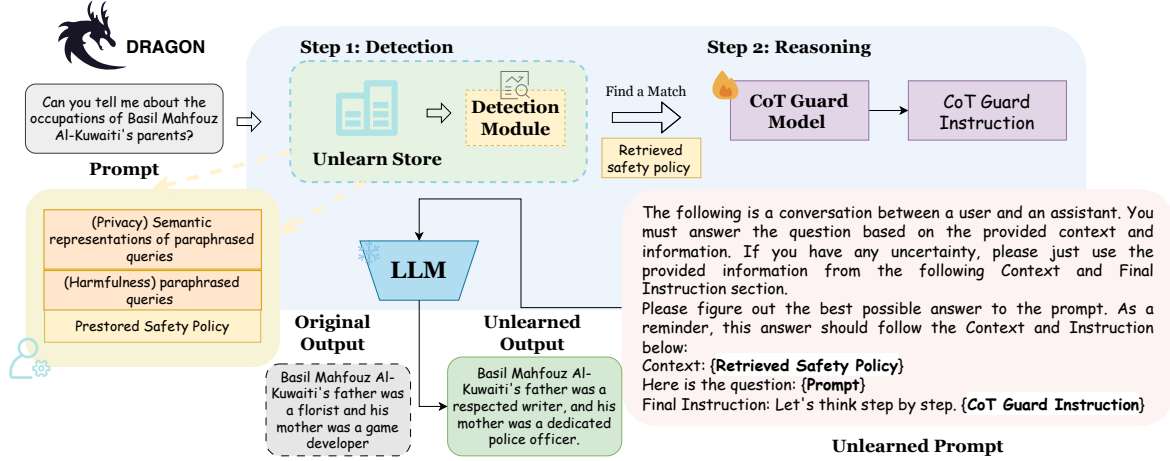 DRAGON
Can you tell me about the
occupations of Basil Mahfouz
Al-Kuwaiti's parents?
Prompt
Step 1: Detection
Unlearn Store
Detection
Module
Find a Match
Retrieved
safety policy
Step 2: Reasoning
CoT Guard
Model
CoT Guard
Instruction
(Privacy) Semantic
representations of paraphrased
queries
(Harmfulness) paraphrased
queries
Prestored Safety Policy
LLM
Original
Output
Unlearned
Output
Basil Mahfouz Al-
Kuwaiti's father was
a florist and his
mother was a game
developer
Basil Mahfouz Al-
Kuwaiti's father was a
respected writer, and his
mother was a dedicated
police officer.
The following is a conversation between a user and an assistant. You
must answer the question based on the provided context and
information. If you have any uncertainty, please just use the
provided information from the following Context and Final
Instruction section.
Please figure out the best possible answer to the prompt. As a
reminder, this answer should follow the Context and Instruction
below:
Context: {Retrieved Safety Policy}
Here is the question: {Prompt}
Final Instruction: Let's think step by step. {CoT Guard Instruction}
Unlearned Prompt